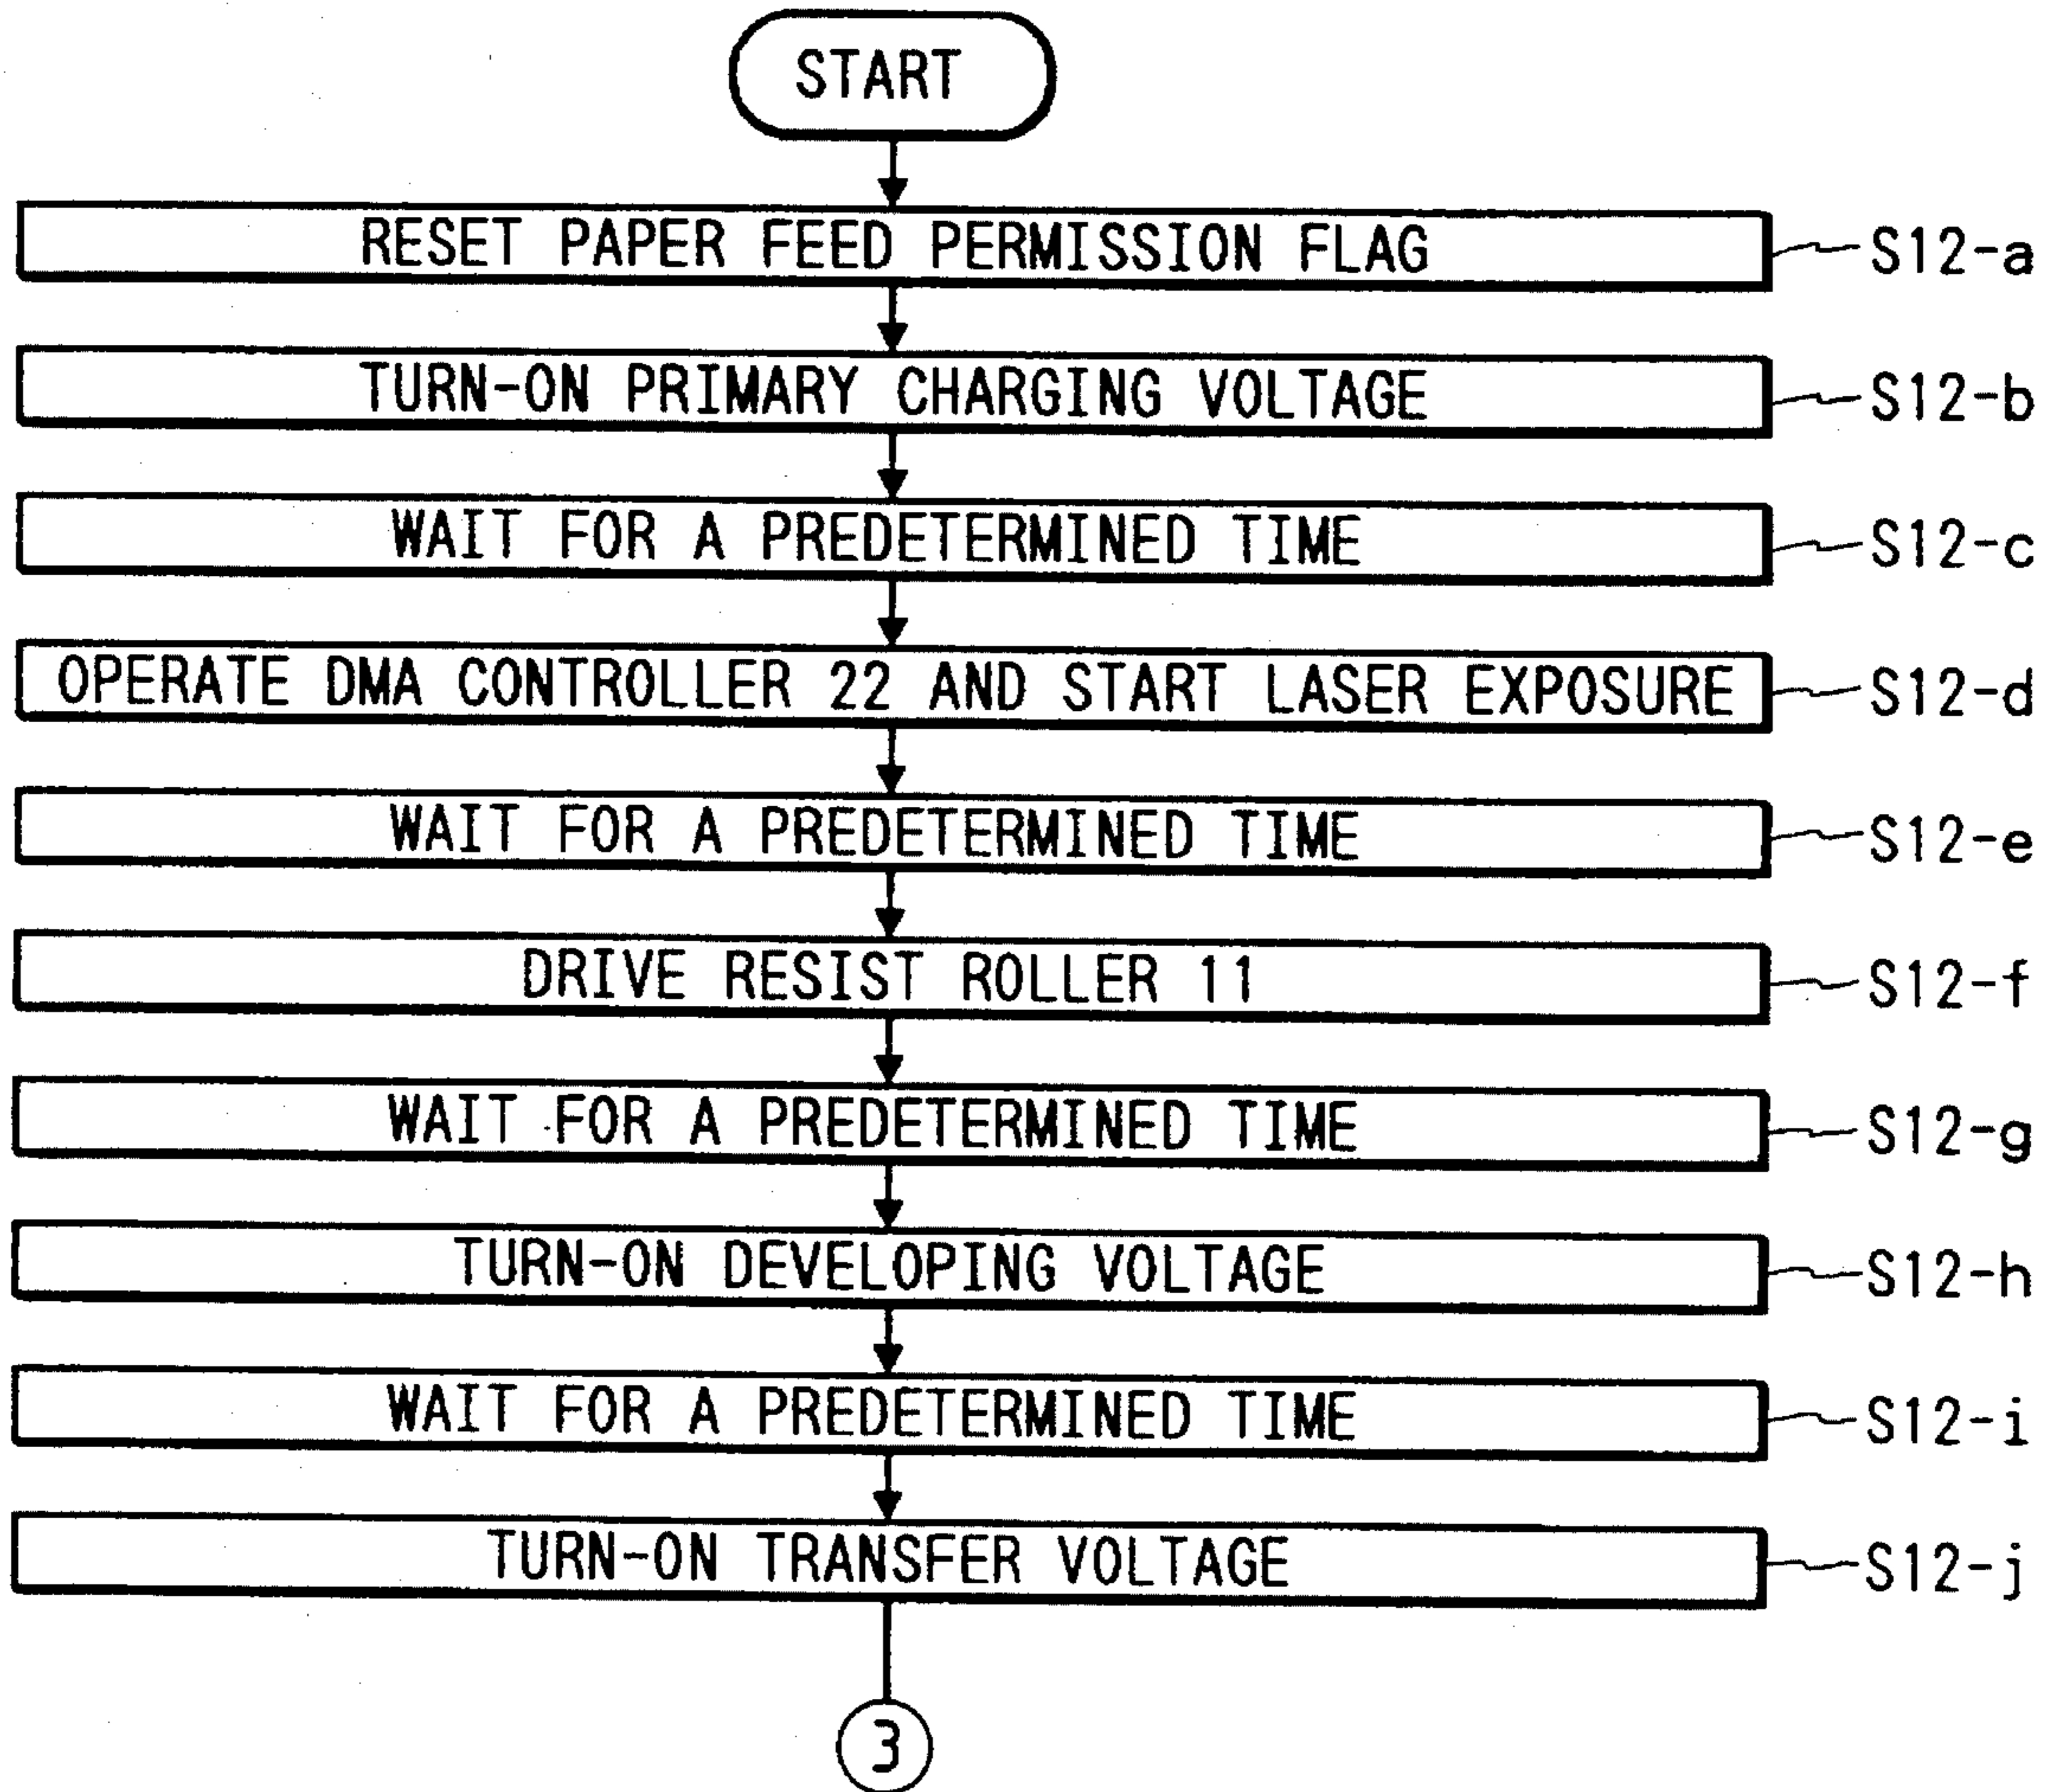 START
RESET PAPER FEED PERMISSION FLAG
S12-a
TURN-ON PRIMARY CHARGING VOLTAGE
S12-b
WAIT FOR A PREDETERMINED TIME
S12-c
OPERATE DMA CONTROLLER 22 AND START LASER EXPOSURE
S12-d
WAIT FOR A PREDETERMINED TIME
S12-e
DRIVE RESIST ROLLER 11
S12-f
WAIT FOR A PREDETERMINED TIME
S12-g
TURN-ON DEVELOPING VOLTAGE
S12-h
WAIT FOR A PREDETERMINED TIME
S12-i
TURN-ON TRANSFER VOLTAGE
S12-j
3